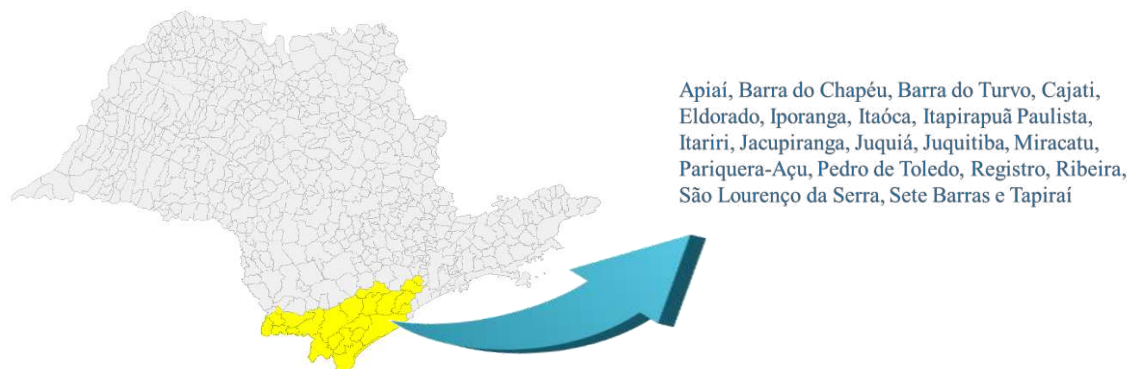 Apiaí, Barra do Chapéu, Barra do Turvo, Cajati,
Eldorado, Iporanga, Itaóca, Itapirapuã Paulista,
Itariri, Jacupiranga, Juquiá, Juquitiba, Miracatu,
Pariquera-Açu, Pedro de Toledo, Registro, Ribeira,
São Lourenço da Serra, Sete Barras e Tapiraí